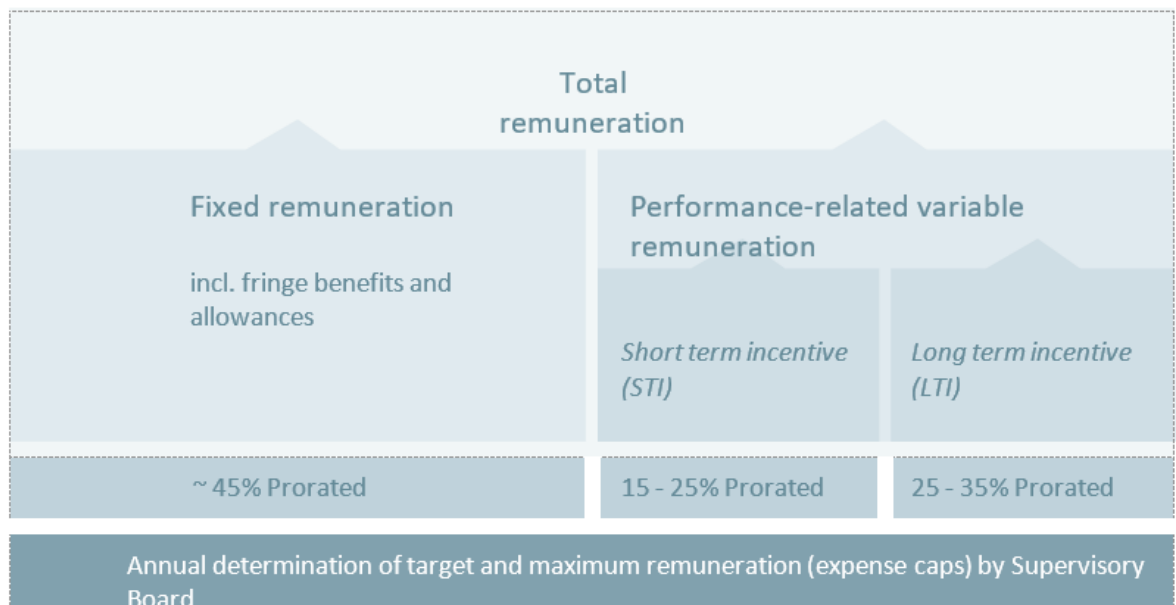 Total
remuneration
Fixed remuneration
incl. fringe benefits and
allowances
Performance-related variable
remuneration
Short term incentive
(STI)
Long term incentive
(LTI)
~ 45% Prorated
15 - 25% Prorated
25 - 35% Prorated
Annual determination of target and maximum remuneration (expense caps) by Supervisory
Board